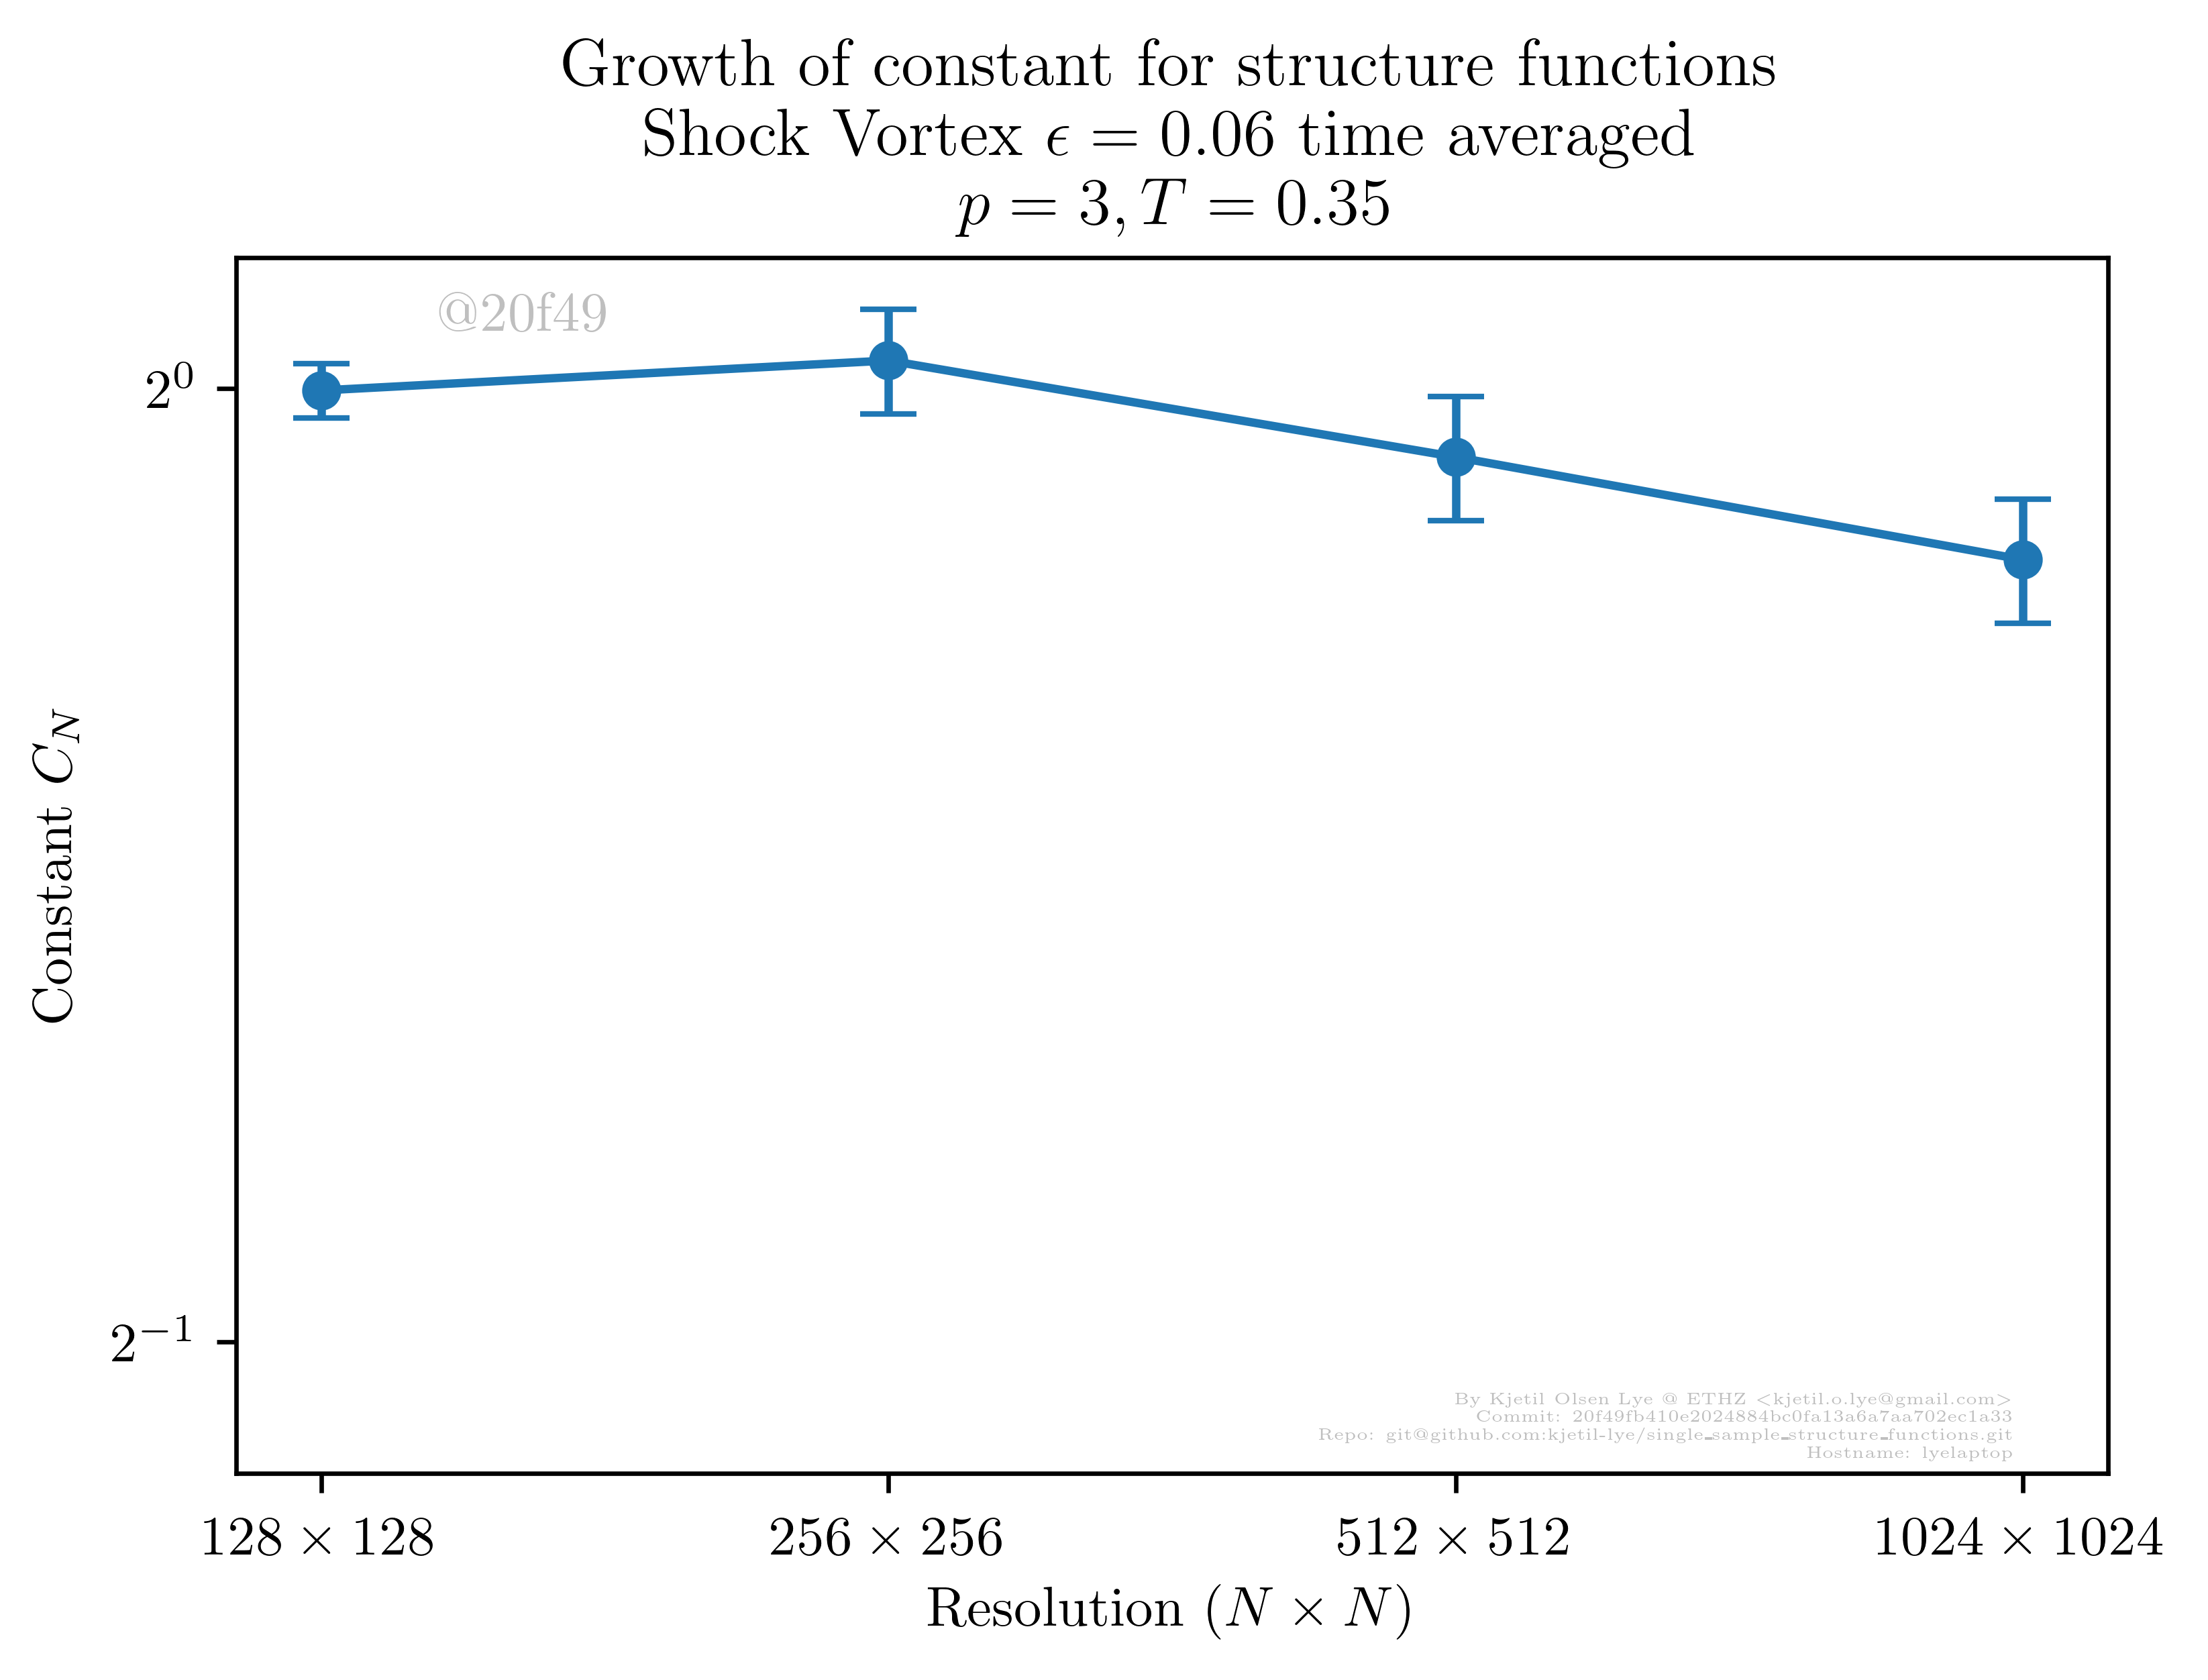 Growth of constant for structure functions
Shock Vortex ϵ = 0.06 time averaged
p = 3, T = 0.35
@20f49
2⁰
Constant C_N
2⁻¹
By Kjetil Olsen Lye @ ETHZ <kjetil.o.lye@gmail.com>
Commit: 20f49fb410e2024884bc0fa13a6a7aa702ec1a33
Repo: git@github.com:kjetil-lye/single_sample_structure_functions.git
Hostname: lyelaptop
128 × 128 256 × 256 512 × 512 1024 × 1024
Resolution (N × N)